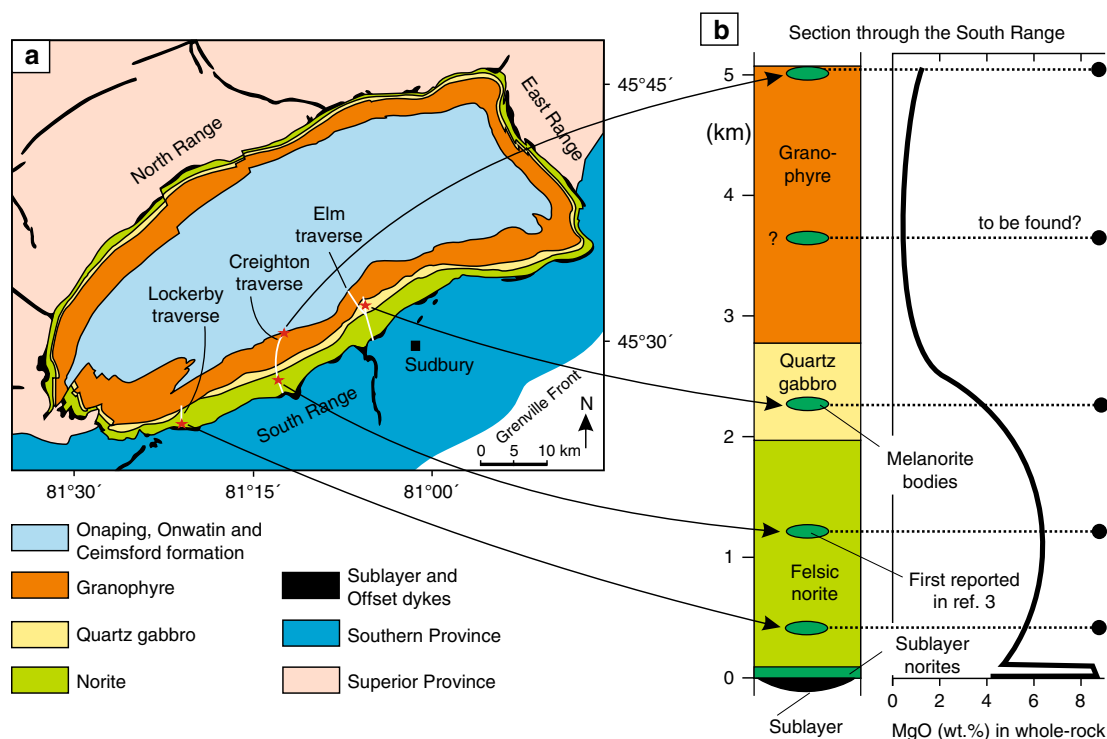 a
45°45´
East Range
North Range
Elm
traverse
Creighton
traverse
Lockerby
traverse
45°30´
Sudbury
South Range
Grenville Front
N
0 5 10 km
81°30´ 81°15´ 81°00´
Onaping, Onwatin and
Ceimsford formation
Granophyre
Quartz gabbro
Norite
Sublayer and
Offset dykes
Southern Province
Superior Province
b
Section through the South Range
5
(km)
4
3
2
1
0
Grano-
phyre
?
to be found?
Quartz
gabbro
Melanorite
bodies
Felsic
norite
First reported
in ref. 3
Sublayer
norites
Sublayer
0 2 4 6 8
MgO (wt.%) in whole-rock